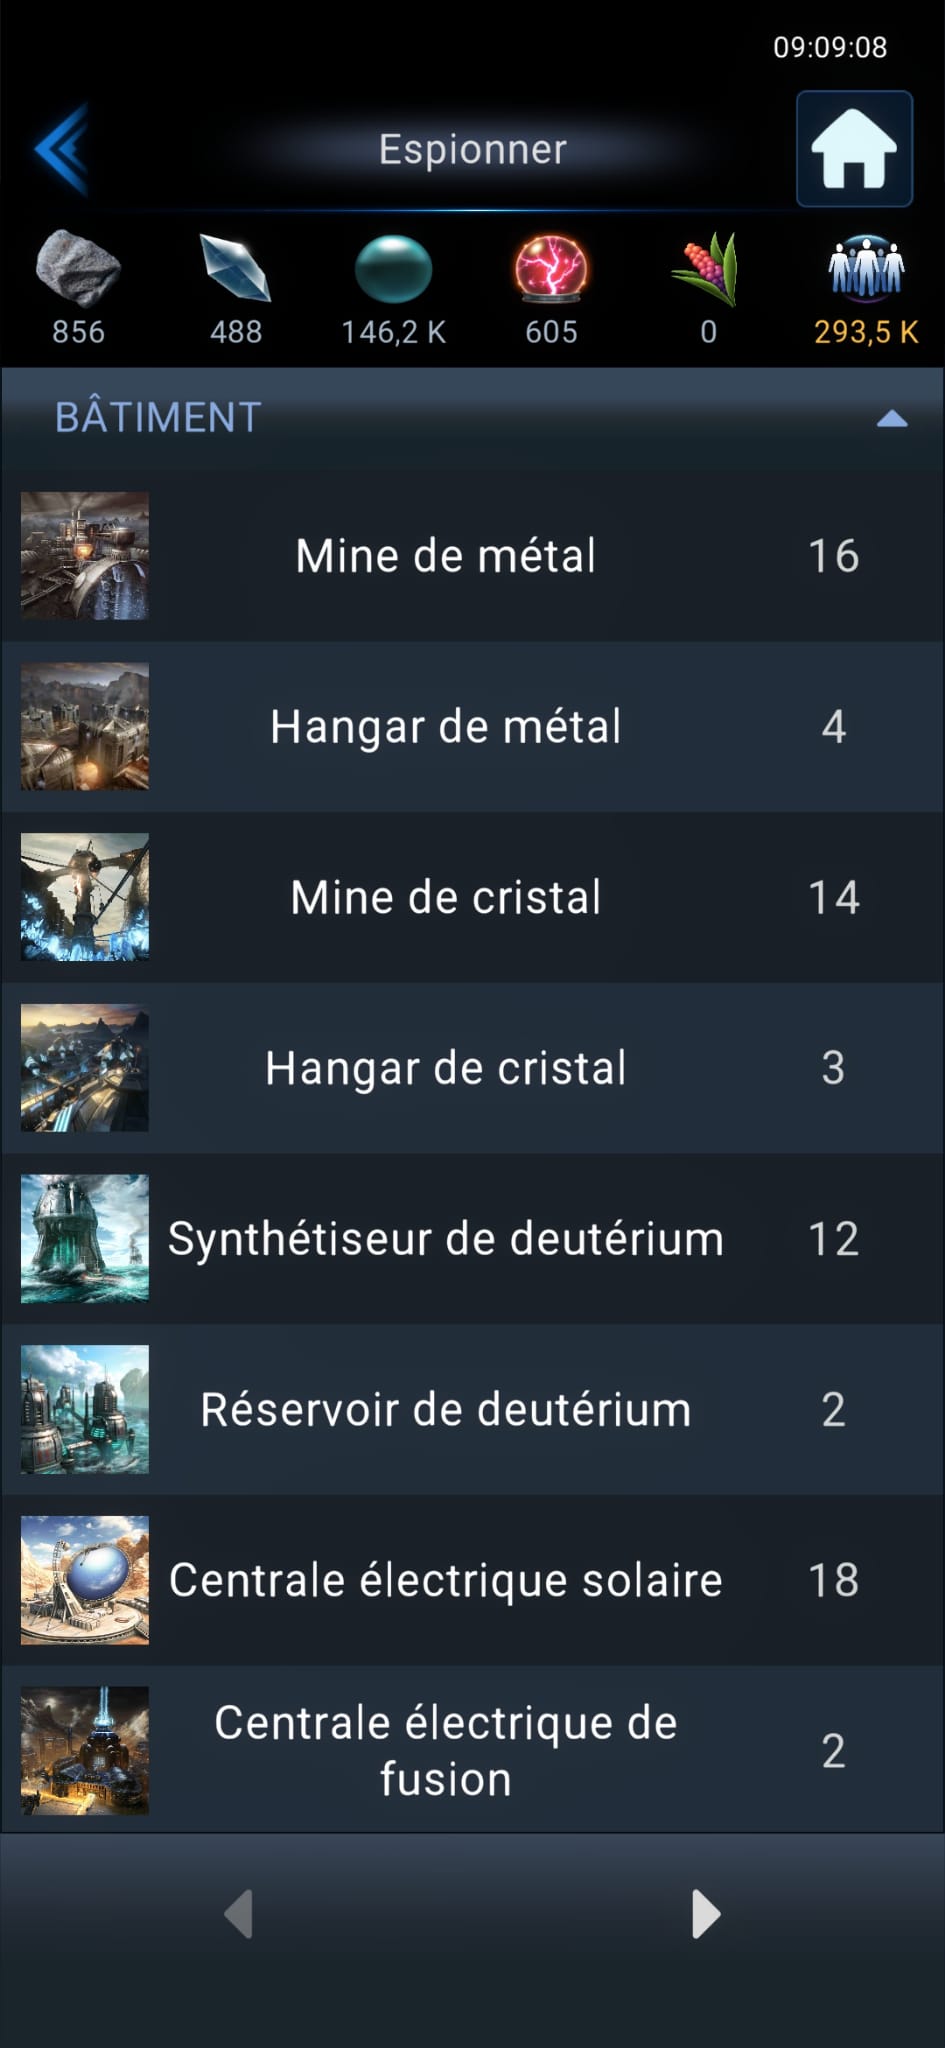 09:09:08
Espionner
856
488
146,2 K
605
0
293,5 K
BÂTIMENT
Mine de métal 16
Hangar de métal 4
Mine de cristal 14
Hangar de cristal 3
Synthétiseur de deutérium 12
Réservoir de deutérium 2
Centrale électrique solaire 18
Centrale électrique de
fusion
2